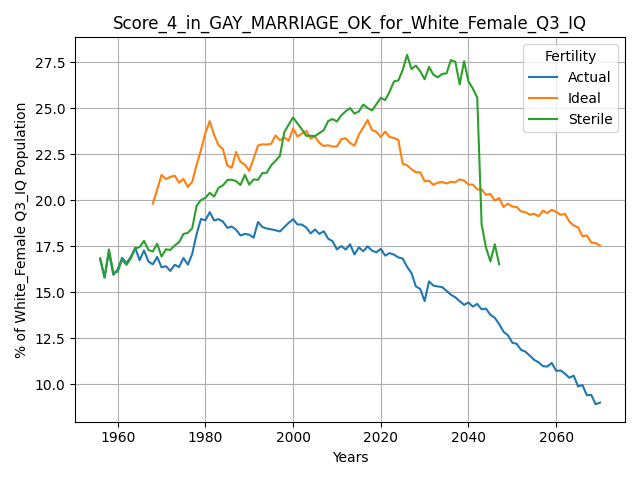 Score_4_in_GAY_MARRIAGE_OK_for_White_Female_Q3_IQ
Fertility
Actual
Ideal
Sterile
% of White_Female Q3_IQ Population
27.5
25.0
22.5
20.0
17.5
15.0
12.5
10.0
1960
1980
2000
2020
2040
2060
Years